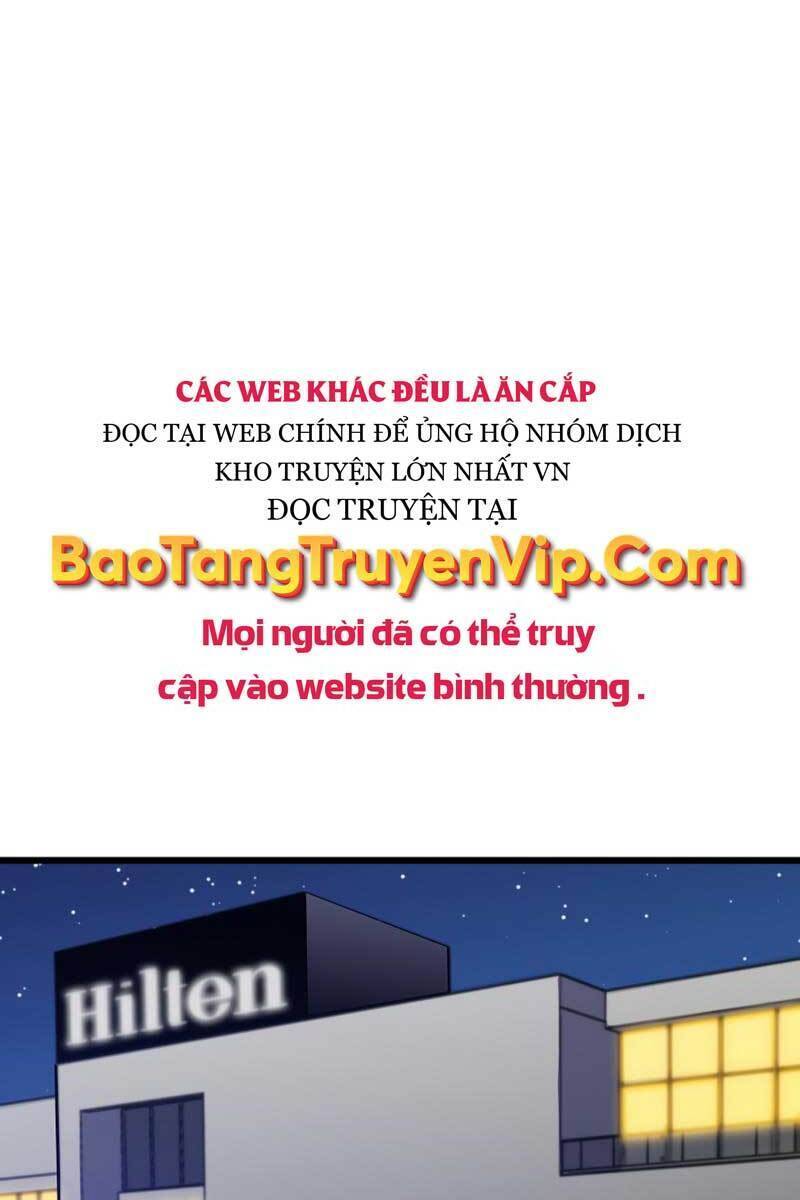 CÁC WEB KHÁC ĐỀU LÀ ĂN CẮP
ĐỌC TẠI WEB CHÍNH ĐỂ ỦNG HỘ NHÓM DỊCH
KHO TRUYỆN LỚN NHẤT VN
ĐỌC TRUYỆN TẠI
BaoTangTruyenVip.Com
Mọi người đã có thể truy
cập vào website bình thường.
Hilten